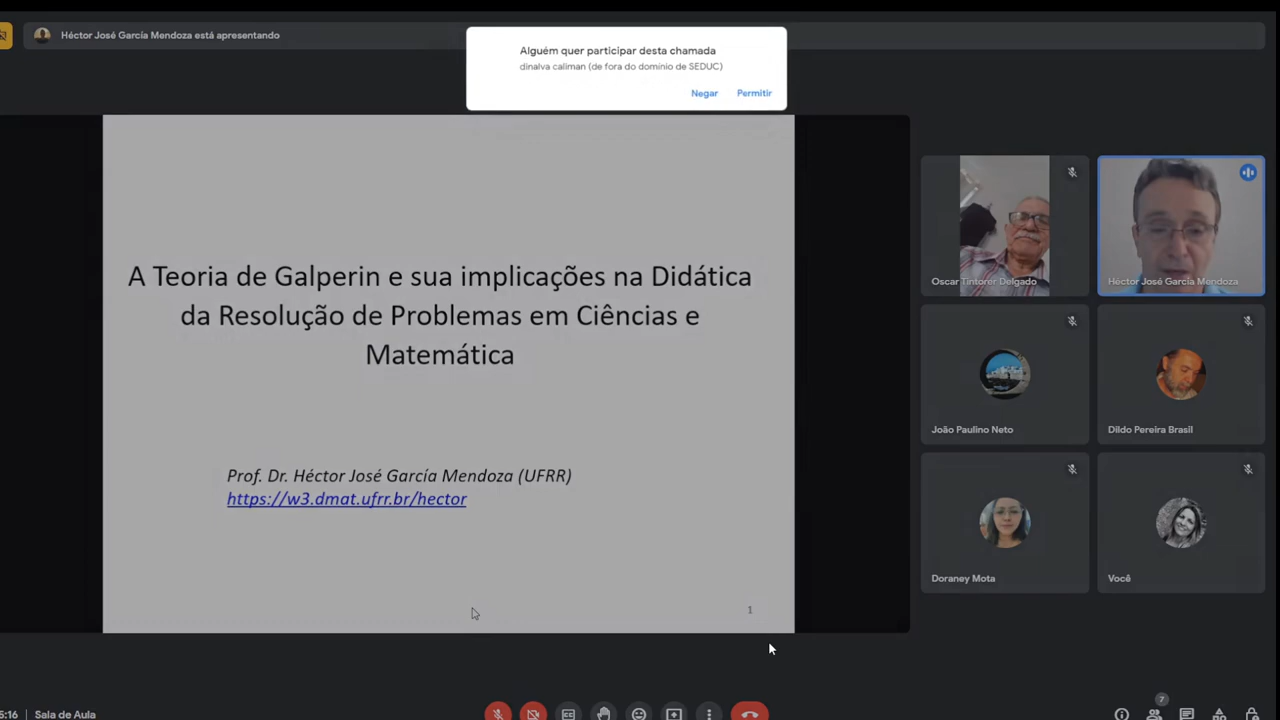 Héctor José García Mendoza está apresentando
Alguém quer participar desta chamada
dinalva caliman (de fora do domínio de SEDUC)
Negar
Permitir
A Teoria de Galperin e sua implicações na Didática
da Resolução de Problemas em Ciências e
Matemática
Prof. Dr. Héctor José García Mendoza (UFRR)
https://w3.dmat.ufrr.br/hector
1
Oscar Tintorer Delgado
Héctor José García Mendoza
João Paulino Neto
Dildo Pereira Brasil
Doraney Mota
Você
5:16
Sala de Aula
7